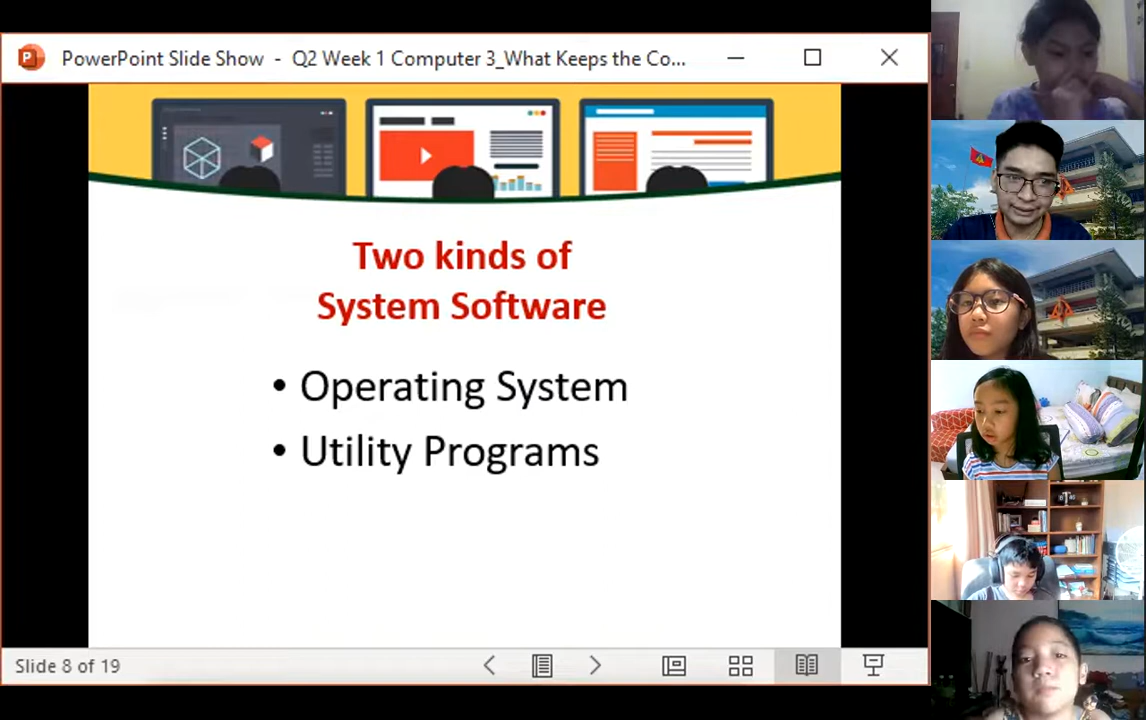 PowerPoint Slide Show - Q2 Week 1 Computer 3_What Keeps the Co...
Two kinds of
System Software
• Operating System
• Utility Programs
Slide 8 of 19